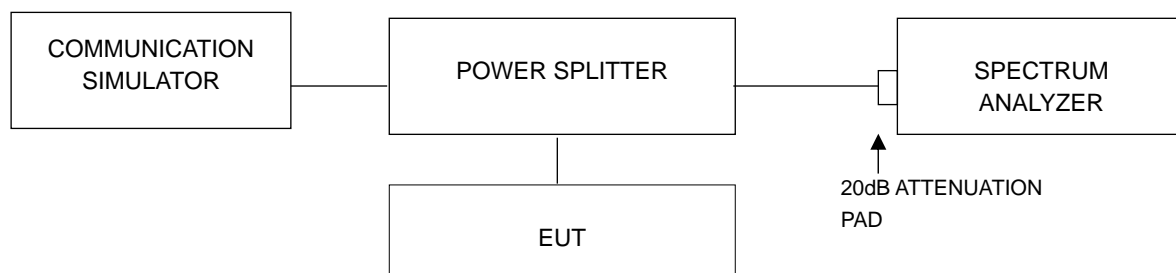 COMMUNICATION
SIMULATOR
POWER SPLITTER
SPECTRUM
ANALYZER
20dB ATTENUATION
PAD
EUT